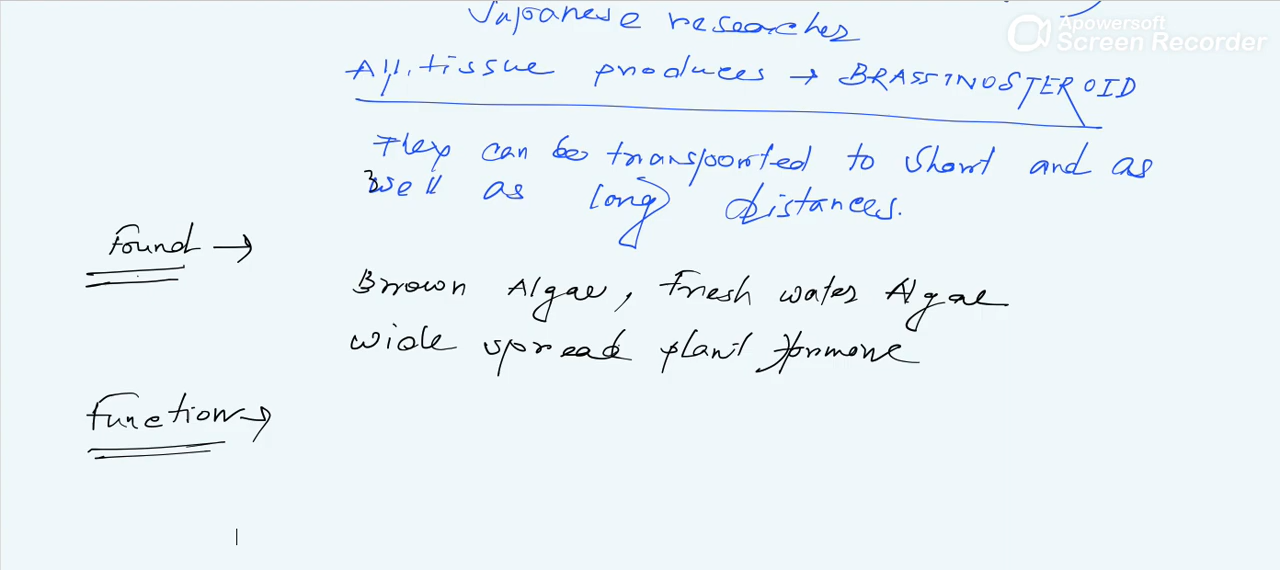 Japanese researcher
Apowersoft
Screen Recorder
All tissue produces → BRASSINOSTEROID
They can be transported to short and as
well as long distances.
Found →
Brown Algae, Fresh water Algae
wide spread plant Hormone
Function →